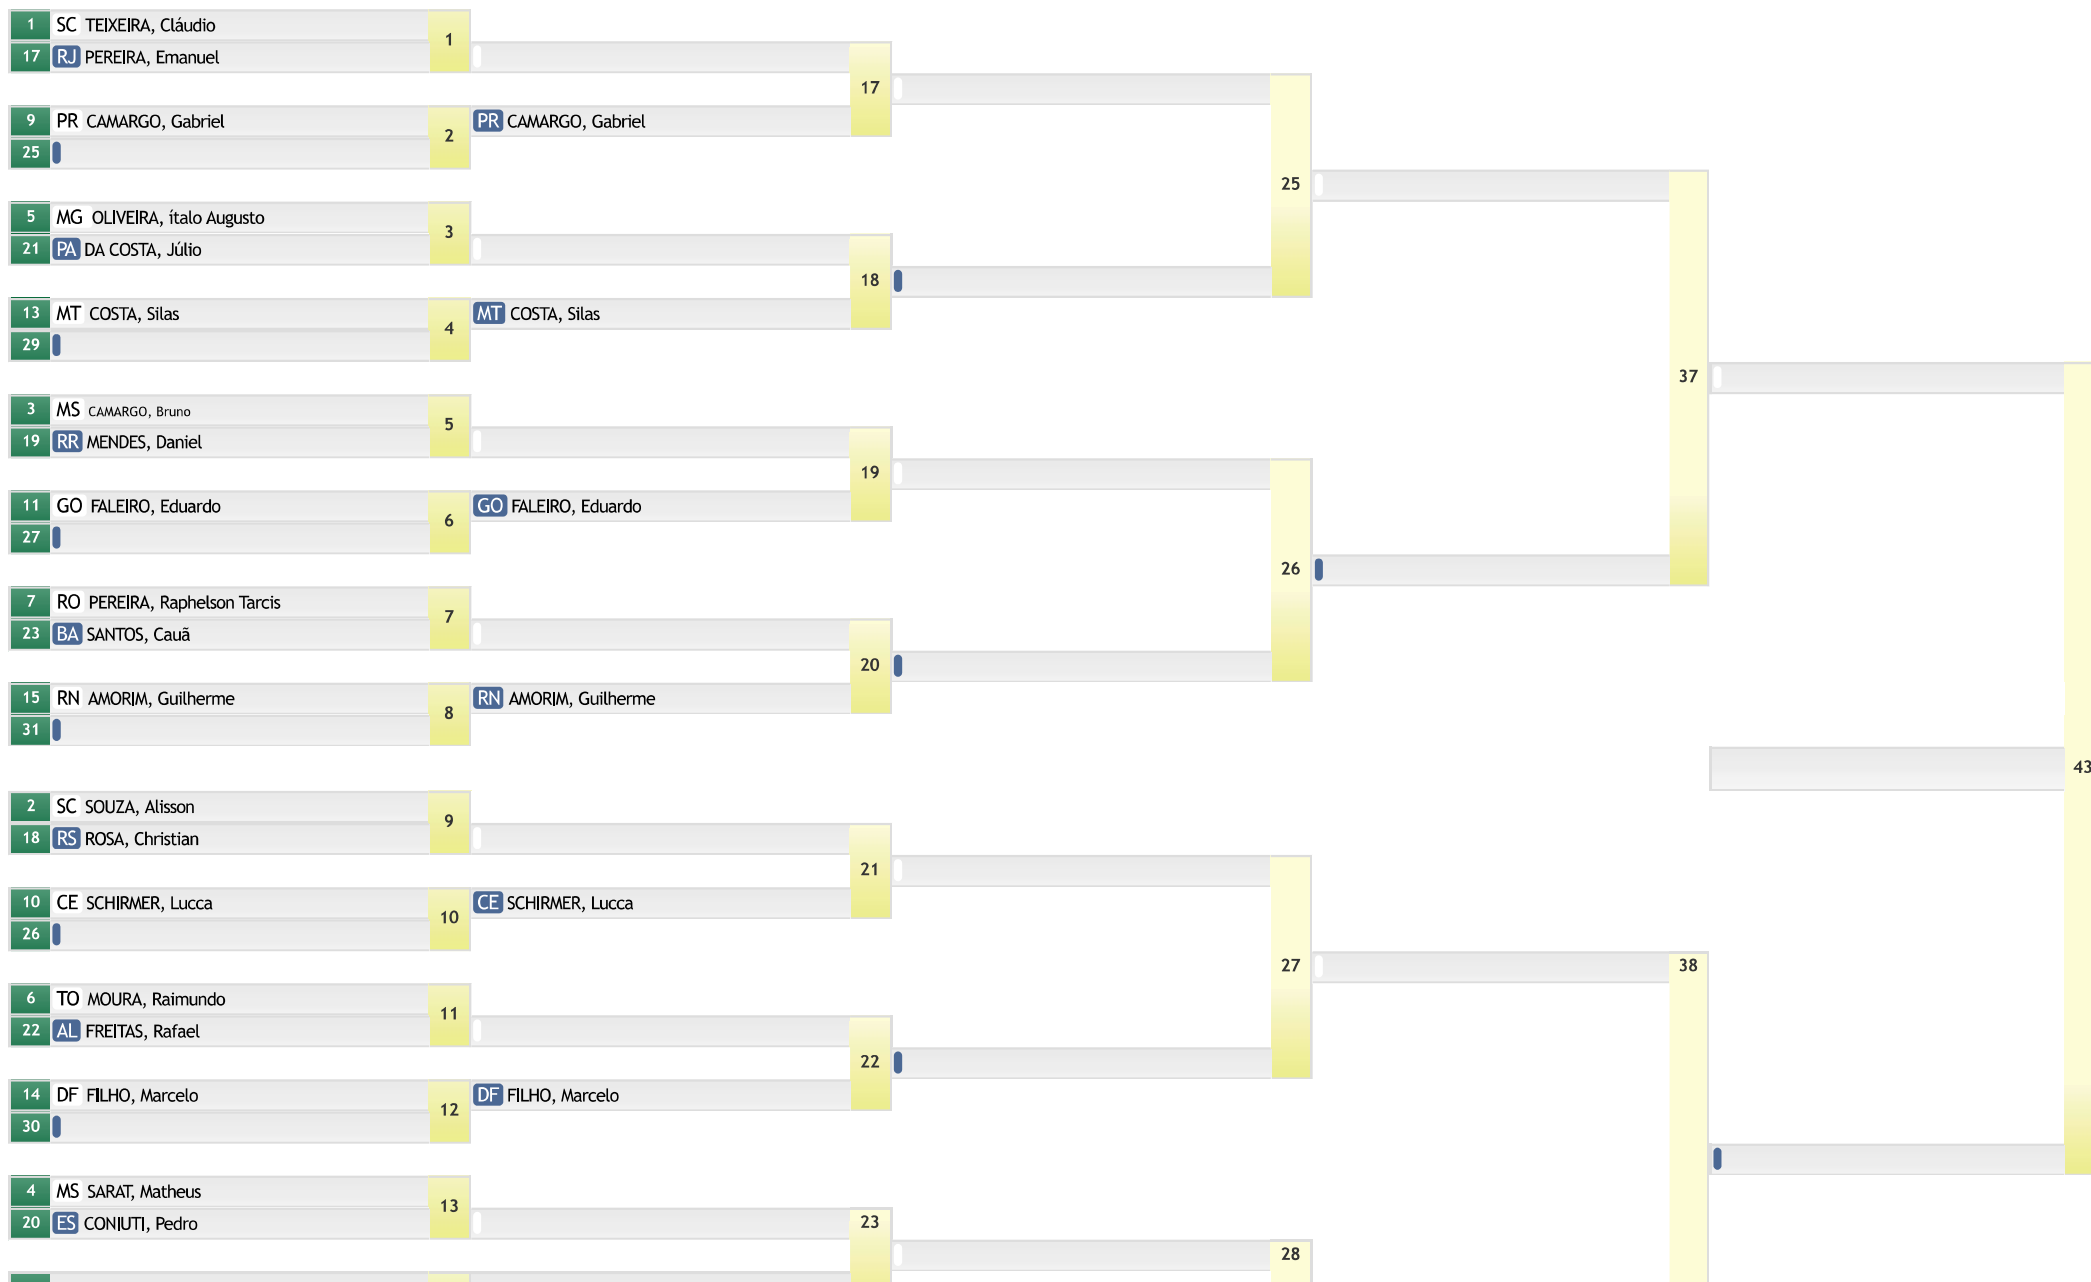 1 SC TEIXEIRA, Cláudio
1
17 RJ PEREIRA, Emanuel
17
9 PR CAMARGO, Gabriel
2
PR CAMARGO, Gabriel
25
25
5 MG OLIVEIRA, ítalo Augusto
3
21 PA DA COSTA, Júlio
18
13 MT COSTA, Silas
4
MT COSTA, Silas
29
37
3 MS CAMARGO, Bruno
5
19 RR MENDES, Daniel
19
11 GO FALEIRO, Eduardo
6
GO FALEIRO, Eduardo
27
26
7 RO PEREIRA, Raphelson Tarcis
7
23 BA SANTOS, Cauã
20
15 RN AMORIM, Guilherme
8
RN AMORIM, Guilherme
31
43
2 SC SOUZA, Alisson
9
18 RS ROSA, Christian
21
10 CE SCHIRMER, Lucca
10
CE SCHIRMER, Lucca
26
27
38
6 TO MOURA, Raimundo
11
22 AL FREITAS, Rafael
22
14 DF FILHO, Marcelo
12
DF FILHO, Marcelo
30
4 MS SARAT, Matheus
13
20 ES CONIUTI, Pedro
23
28